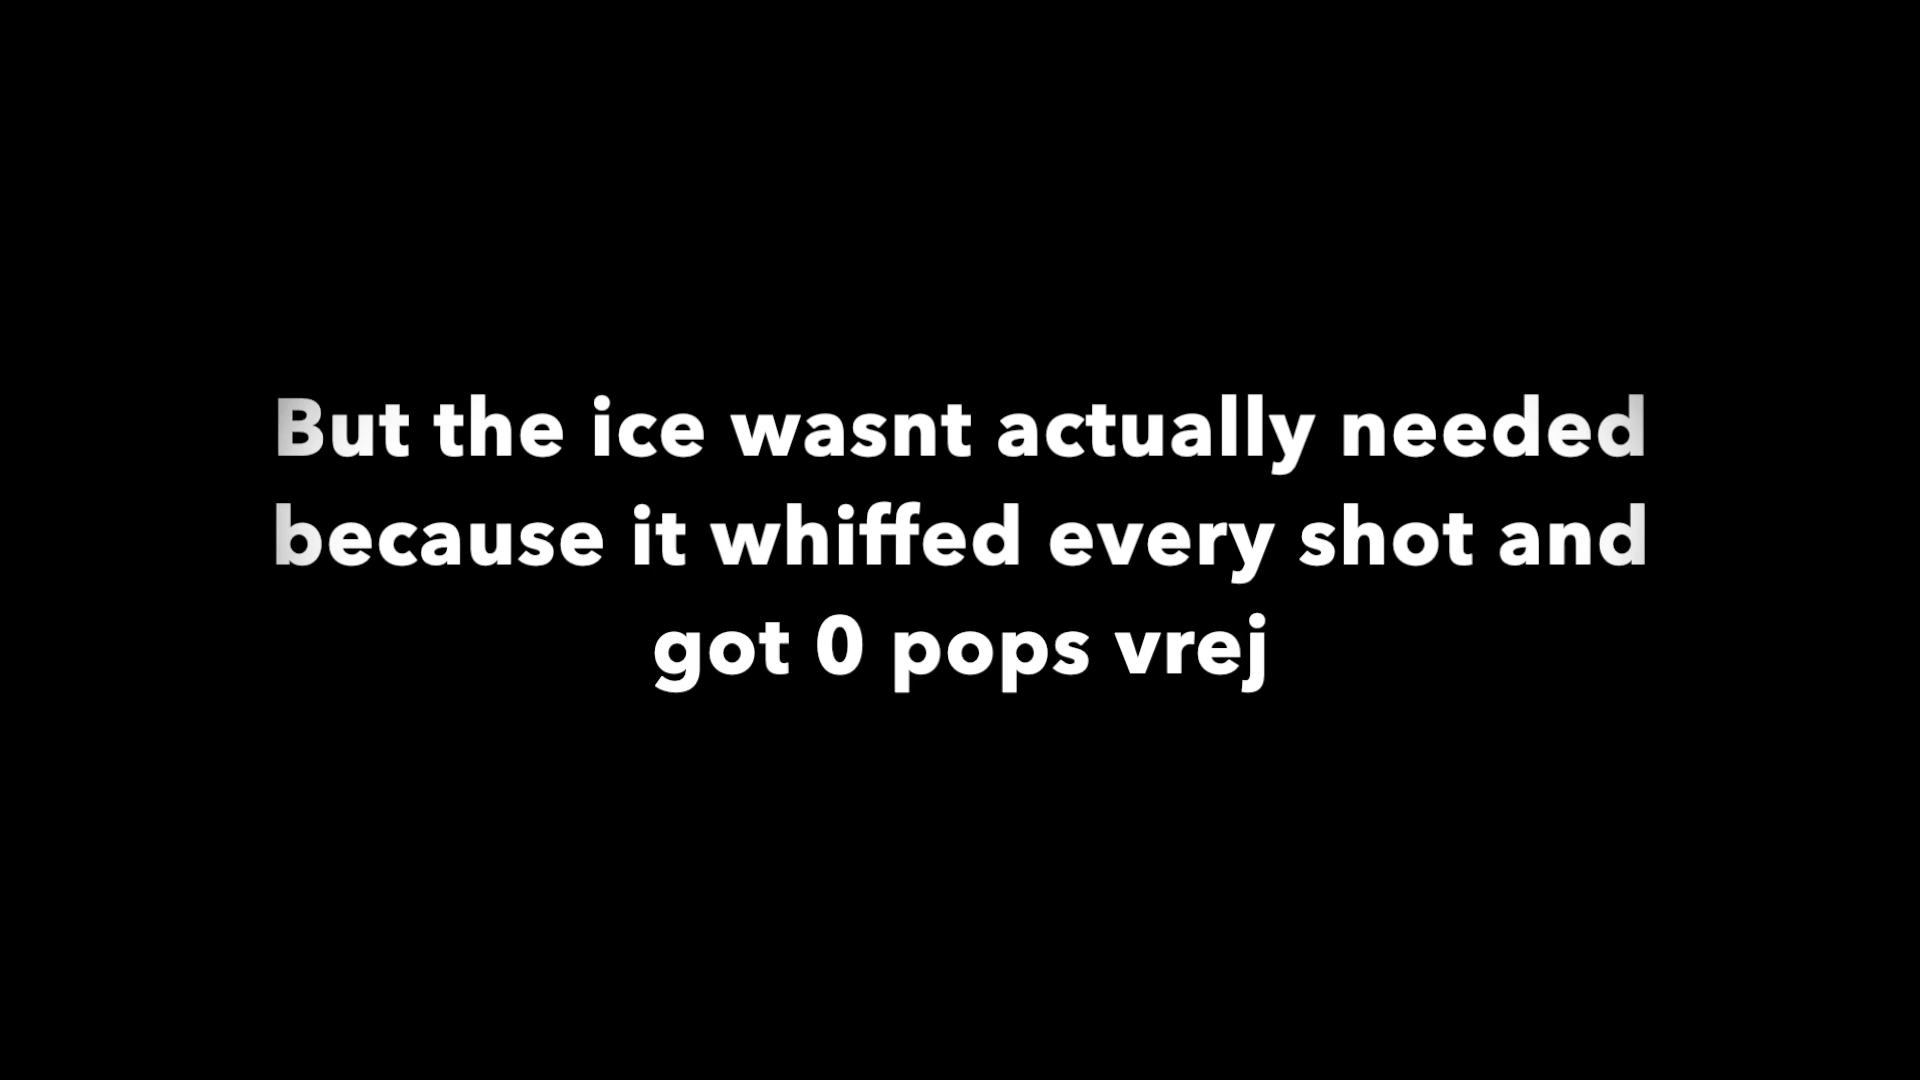 But the ice wasnt actually needed
because it whiffed every shot and
got 0 pops vrej